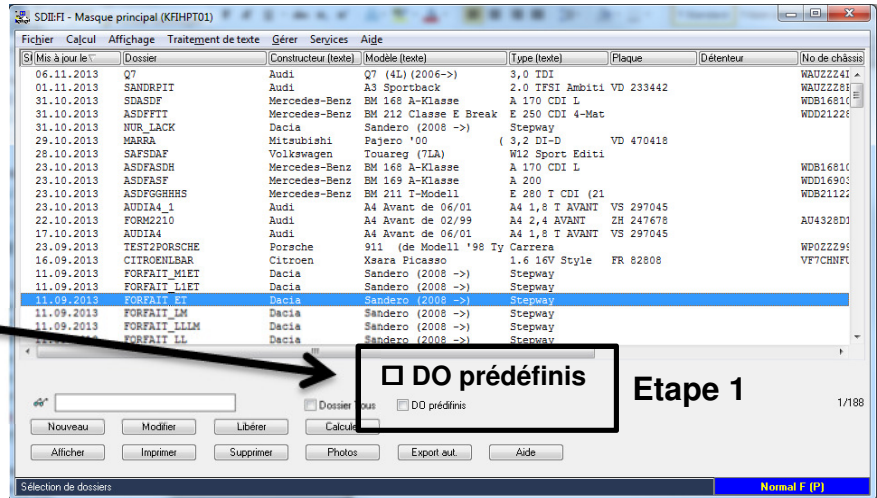 SDII:FI - Masque principal (KFIHPT01)
Fichier Calcul Affichage Traitement de texte Gérer Services Aide
Mis à jour le Dossier Constructeur (texte) Modèle (texte) Type (texte) Plaque Détenteur No de châssis
06.11.2013 Q7 Audi Q7 (4L)(2006->) 3,0 TDI WAUZZZ4I
01.11.2013 SANDRPIT Audi A3 Sportback 2.0 TFSI Ambiti VD 233442 WAUZZZ8
31.10.2013 SDASDF Mercedes-Benz BM 168 A-Klasse A 170 CDI L WDB1681
31.10.2013 ASDFFTT Mercedes-Benz BM 212 Classe E Break E 250 CDI 4-Mat WDD2122
31.10.2013 NUR_LACK Dacia Sandero (2008 ->) Stepway
29.10.2013 MARRA Mitsubishi Pajero '00 ( 3,2 DI-D VD 470418
28.10.2013 SAFSDAF Volkswagen Touareg (7LA) W12 Sport Editi
23.10.2013 ASDFASDH Mercedes-Benz BM 168 A-Klasse A 170 CDI L WDB1681
23.10.2013 ASDFASF Mercedes-Benz BM 169 A-Klasse A 200 WDD1690
23.10.2013 ASDFGGHHHS Mercedes-Benz BM 211 T-Modell E 280 T CDI (21 WDB2112
22.10.2013 AUDIA4_1 Audi A4 Avant de 06/01 A4 1,8 T AVANT VS 297045
22.10.2013 FORM2210 Audi A4 Avant de 02/99 A4 2,4 AVANT ZH 247678 AU4328D
17.10.2013 AUDIA4 Audi A4 Avant de 06/01 A4 1,8 T AVANT VS 297045
23.09.2013 TEST2PORSCHE Porsche 911 (de Modell '98 Ty Carrera WPOZZZ9
16.09.2013 CITROENLBAR Citroen Xsara Picasso 1.6 16V Style FR 82808 VF7CHNF
11.09.2013 FORFAIT_M1ET Dacia Sandero (2008 ->) Stepway
11.09.2013 FORFAIT_L1ET Dacia Sandero (2008 ->) Stepway
11.09.2013 FORFAIT_ET Dacia Sandero (2008 ->) Stepway
11.09.2013 FORFAIT_LM Dacia Sandero (2008 ->) Stepway
11.09.2013 FORFAIT_LLLM Dacia Sandero (2008 ->) Stepway
FORFAIT_LL Dacia Sandero (2008 ->) Stepway
DO prédéfinis
Etape 1
Dossier DO prédifinis 1/188
Nouveau Modifier Libérer Calcule
Afficher Imprimer Supprimer Photos Export aut. Aide
Sélection de dossiers Normal F (P)